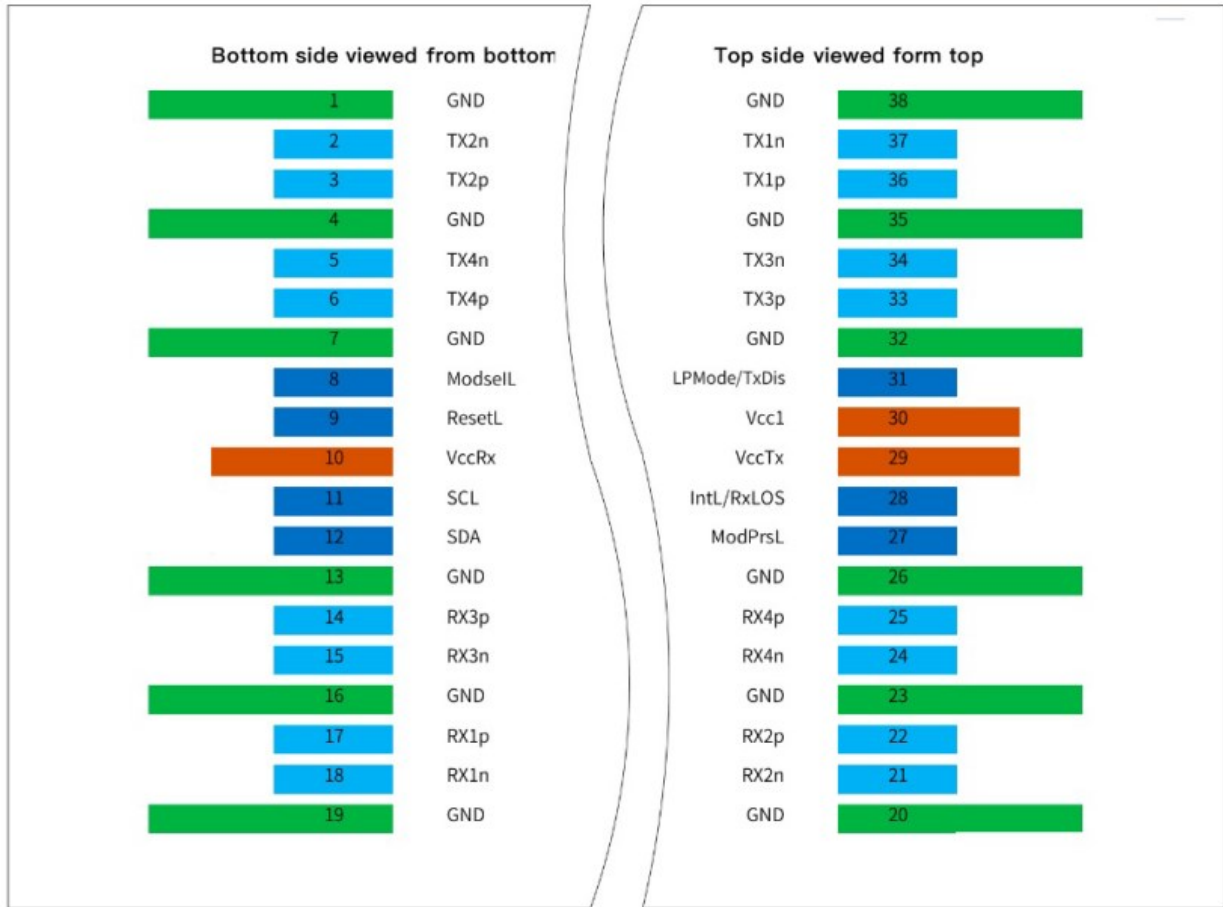 Bottom side viewed from bottom
Top side viewed form top
1 GND GND 38
2 TX2n TX1n 37
3 TX2p TX1p 36
4 GND GND 35
5 TX4n TX3n 34
6 TX4p TX3p 33
7 GND GND 32
8 ModselL LPMode/TxDis 31
9 ResetL Vcc1 30
10 VccRx VccTx 29
11 SCL IntL/RxLOS 28
12 SDA ModPrsL 27
13 GND GND 26
14 RX3p RX4p 25
15 RX3n RX4n 24
16 GND GND 23
17 RX1p RX2p 22
18 RX1n RX2n 21
19 GND GND 20